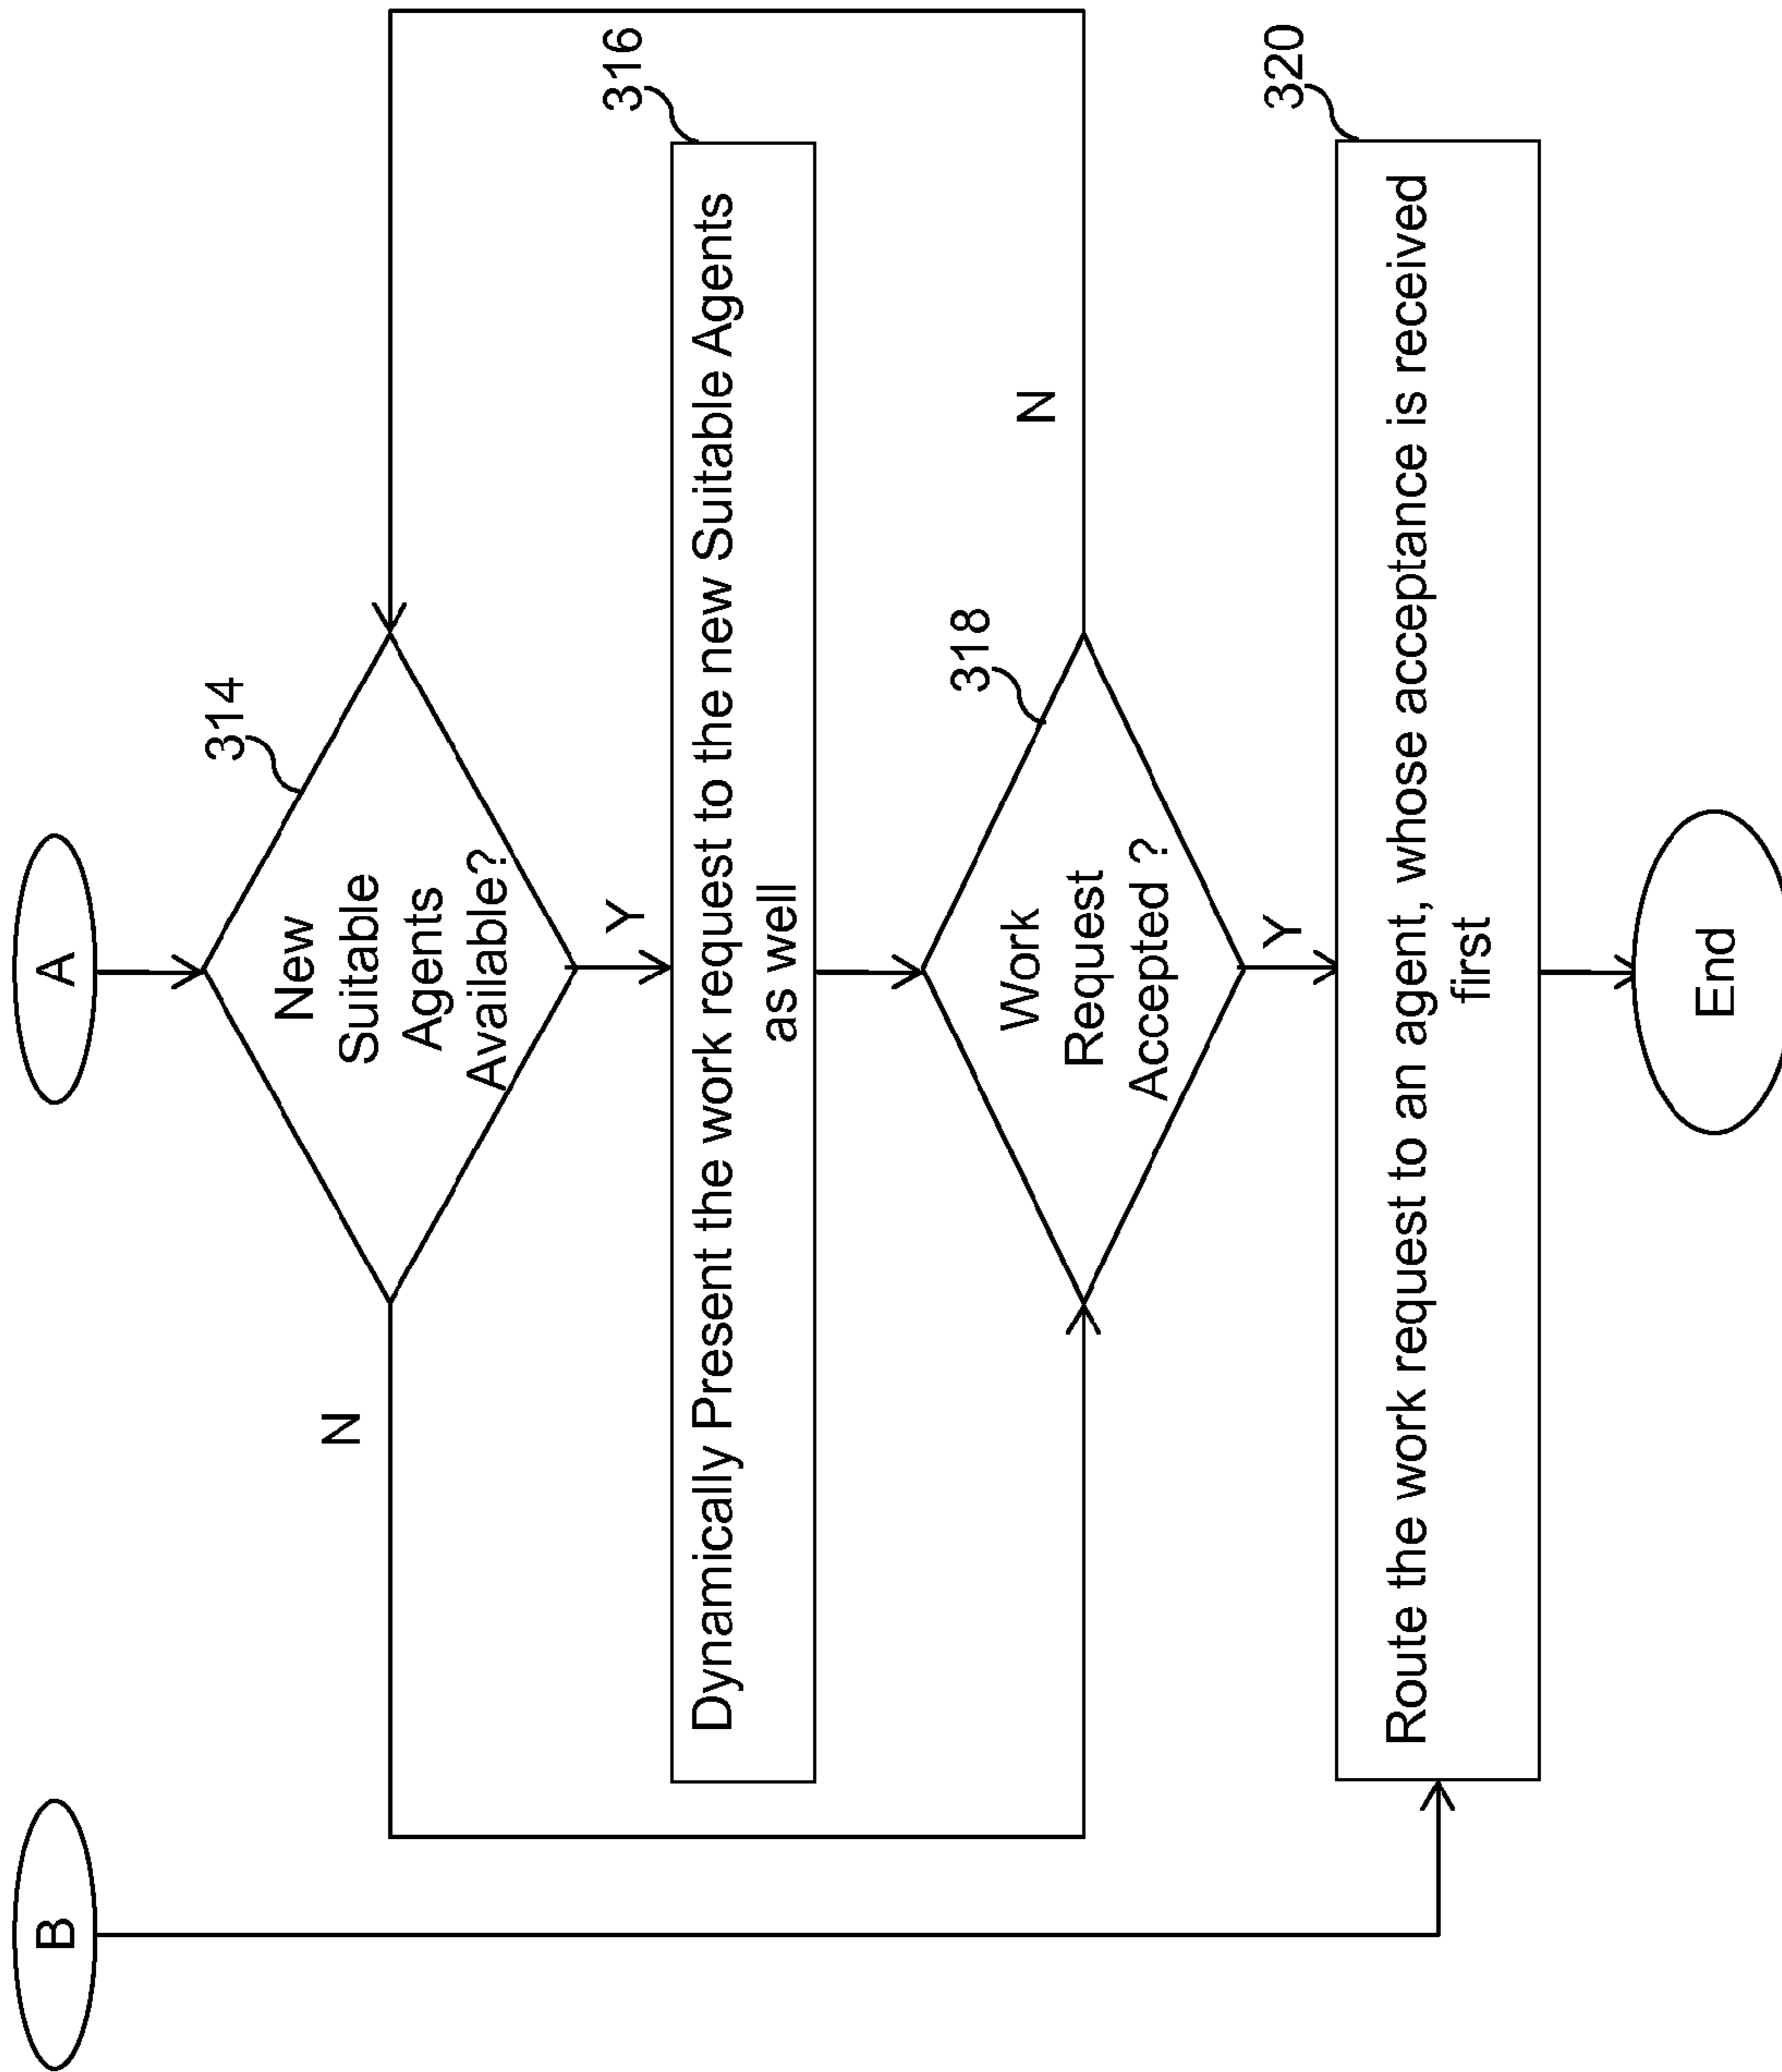 B
A
314
New
Suitable
Agents
Available?
N
Y
316
Dynamically Present the work request to the new Suitable Agents
as well
318
Work
Request
Accepted ?
N
Y
320
Route the work request to an agent, whose acceptance is received
first
End